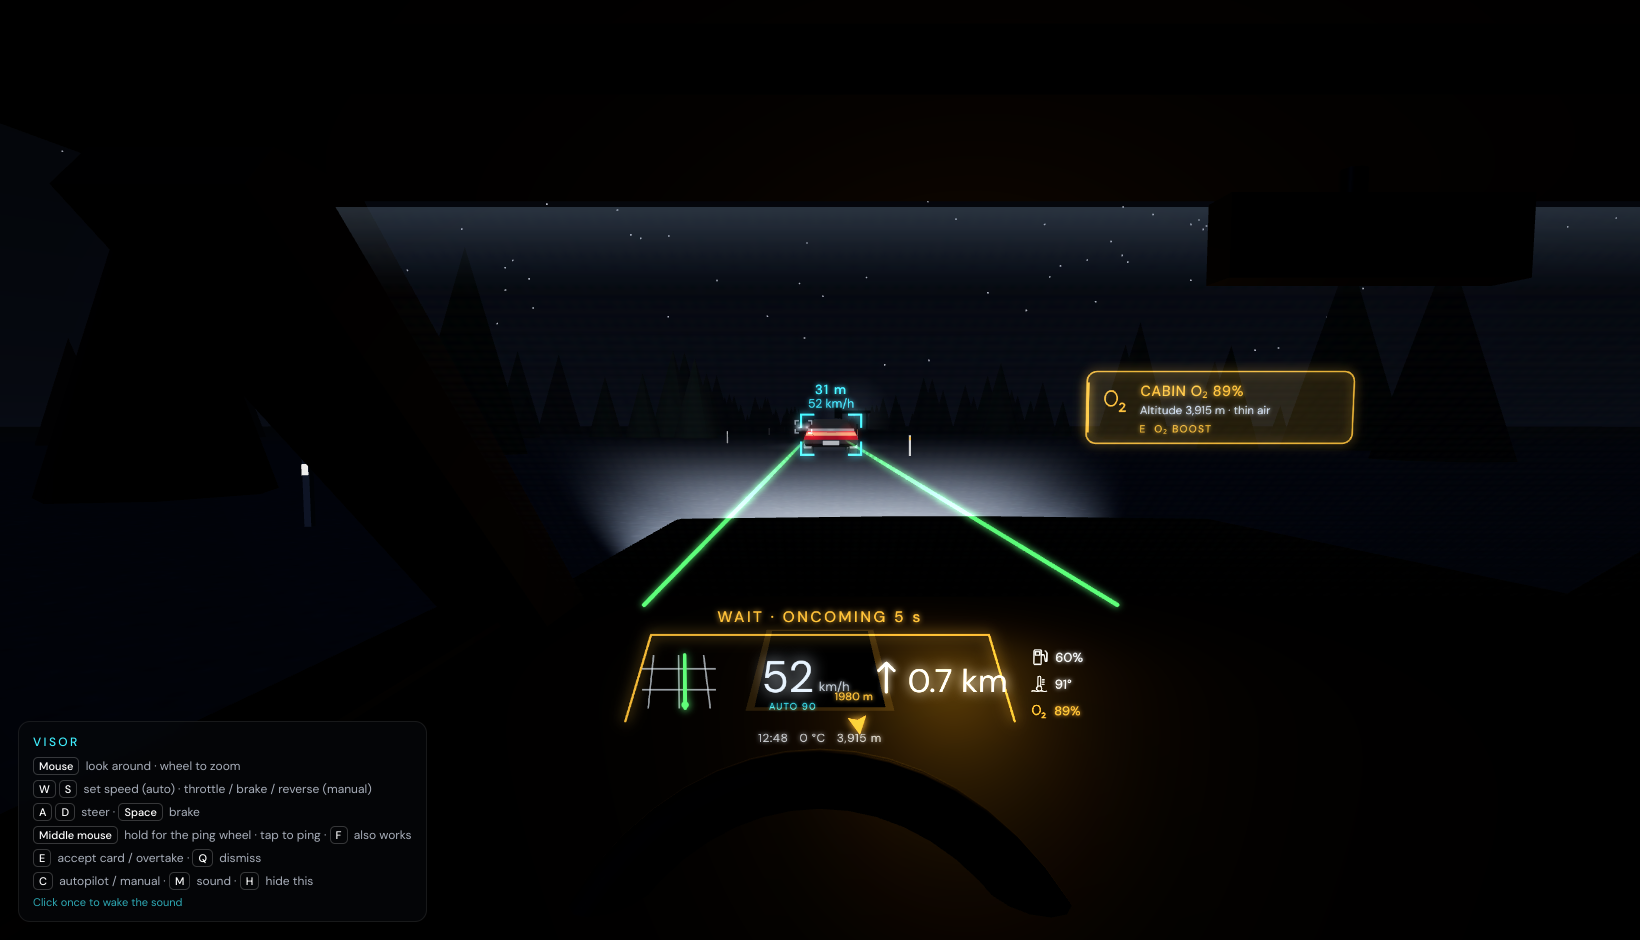 31 m
52 km/h
CABIN O₂ 89%
O₂
Altitude 3,915 m · thin air
E O₂ BOOST
WAIT · ONCOMING 5 s
52 km/h
↑ 0.7 km
1980 m
AUTO 90
60%
91°
O₂ 89%
12:48 0 °C 3,915 m
VISOR
Mouse look around · wheel to zoom
W S set speed (auto) · throttle / brake / reverse (manual)
A D steer · Space brake
Middle mouse hold for the ping wheel · tap to ping · F also works
E accept card / overtake · Q dismiss
C autopilot / manual · M sound · H hide this
Click once to wake the sound